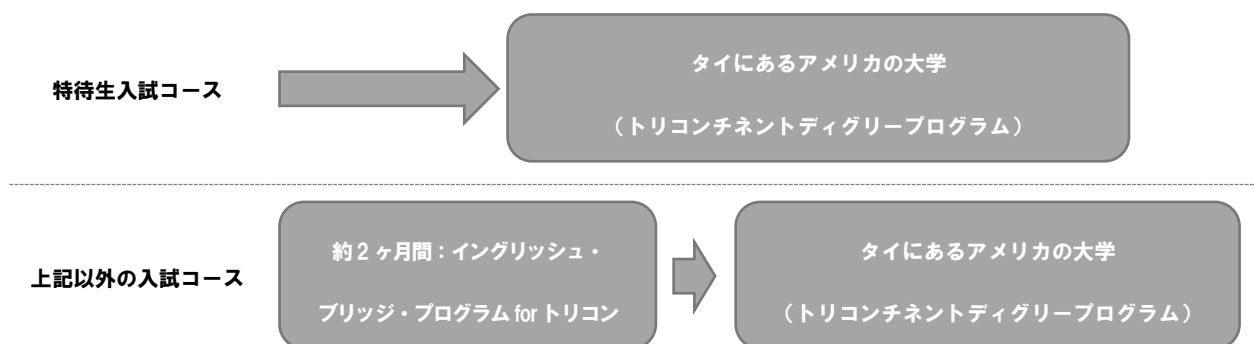 タイにあるアメリカの大学
特待生入試コース
（トリコンチネントディグリープログラム）
約２ヶ月間：イングリッシュ・
タイにあるアメリカの大学
上記以外の入試コース
ブリッジ・プログラム for トリコン
（トリコンチネントディグリープログラム）